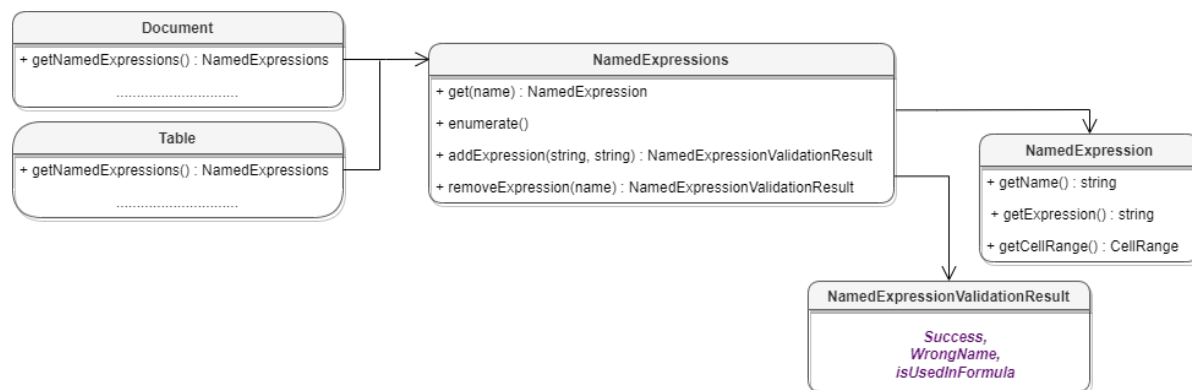 Document
+ getNamedExpressions() : NamedExpressions
..............................
Table
+ getNamedExpressions() : NamedExpressions
..............................
NamedExpressions
+ get(name) : NamedExpression
+ enumerate()
+ addExpression(string, string) : NamedExpressionValidationResult
+ removeExpression(name) : NamedExpressionValidationResult
NamedExpression
+ getName() : string
+ getExpression() : string
+ getCellRange() : CellRange
NamedExpressionValidationResult
Success,
WrongName,
isUsedInFormula